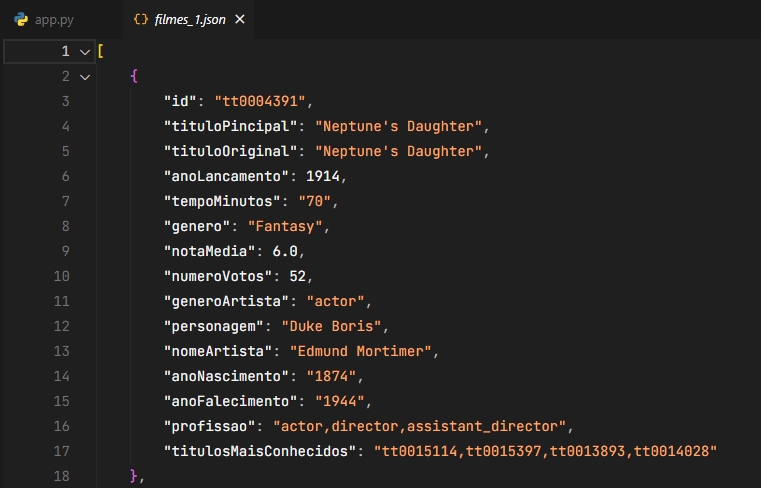 app.py
filmes_1.json
1 [
2 {
3 "id": "tt0004391",
4 "tituloPincipal": "Neptune's Daughter",
5 "tituloOriginal": "Neptune's Daughter",
6 "anoLancamento": 1914,
7 "tempoMinutos": "70",
8 "genero": "Fantasy",
9 "notaMedia": 6.0,
10 "numeroVotos": 52,
11 "generoArtista": "actor",
12 "personagem": "Duke Boris",
13 "nomeArtista": "Edmund Mortimer",
14 "anoNascimento": "1874",
15 "anoFalecimento": "1944",
16 "profissao": "actor,director,assistant_director",
17 "titulosMaisConhecidos": "tt0015114,tt0015397,tt0013893,tt0014028"
18 },